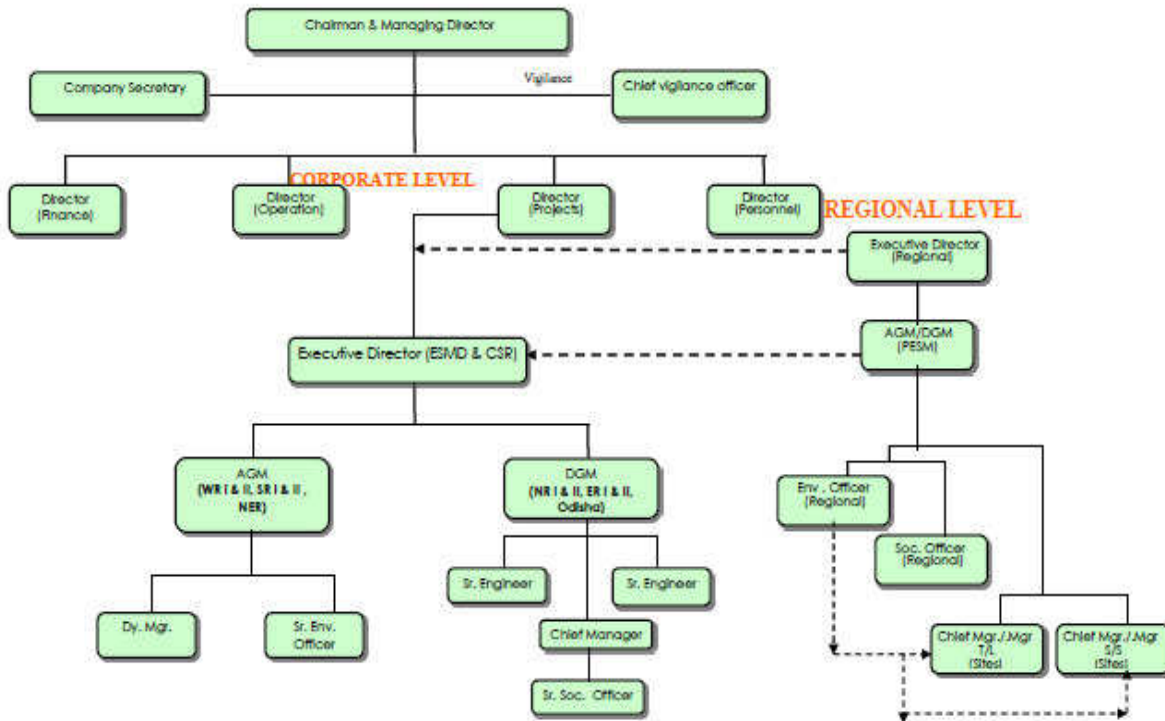 Chairman & Managing Director
Company Secretary
Vigilance
Chief vigilance officer
Director
(Finance)
Director
(Operation)
CORPORATE LEVEL
Director
(Projects)
Director
(Personnel)
REGIONAL LEVEL
Executive Director
(Regional)
Executive Director (ESMD & CSR)
AGM/DGM
(PESM)
AGM
(WR I & II, SR I & II ,
NER)
DGM
(NR I & II, ER I & II,
Odisha)
Env . Officer
(Regional)
Soc. Officer
(Regional)
Sr. Engineer
Sr. Engineer
Dy. Mgr.
Sr. Env.
Officer
Chief Manager
Sr. Soc. Officer
Chief Mgr./.Mgr
T/L
(Sites)
Chief Mgr./.Mgr
S/S
(Sites)